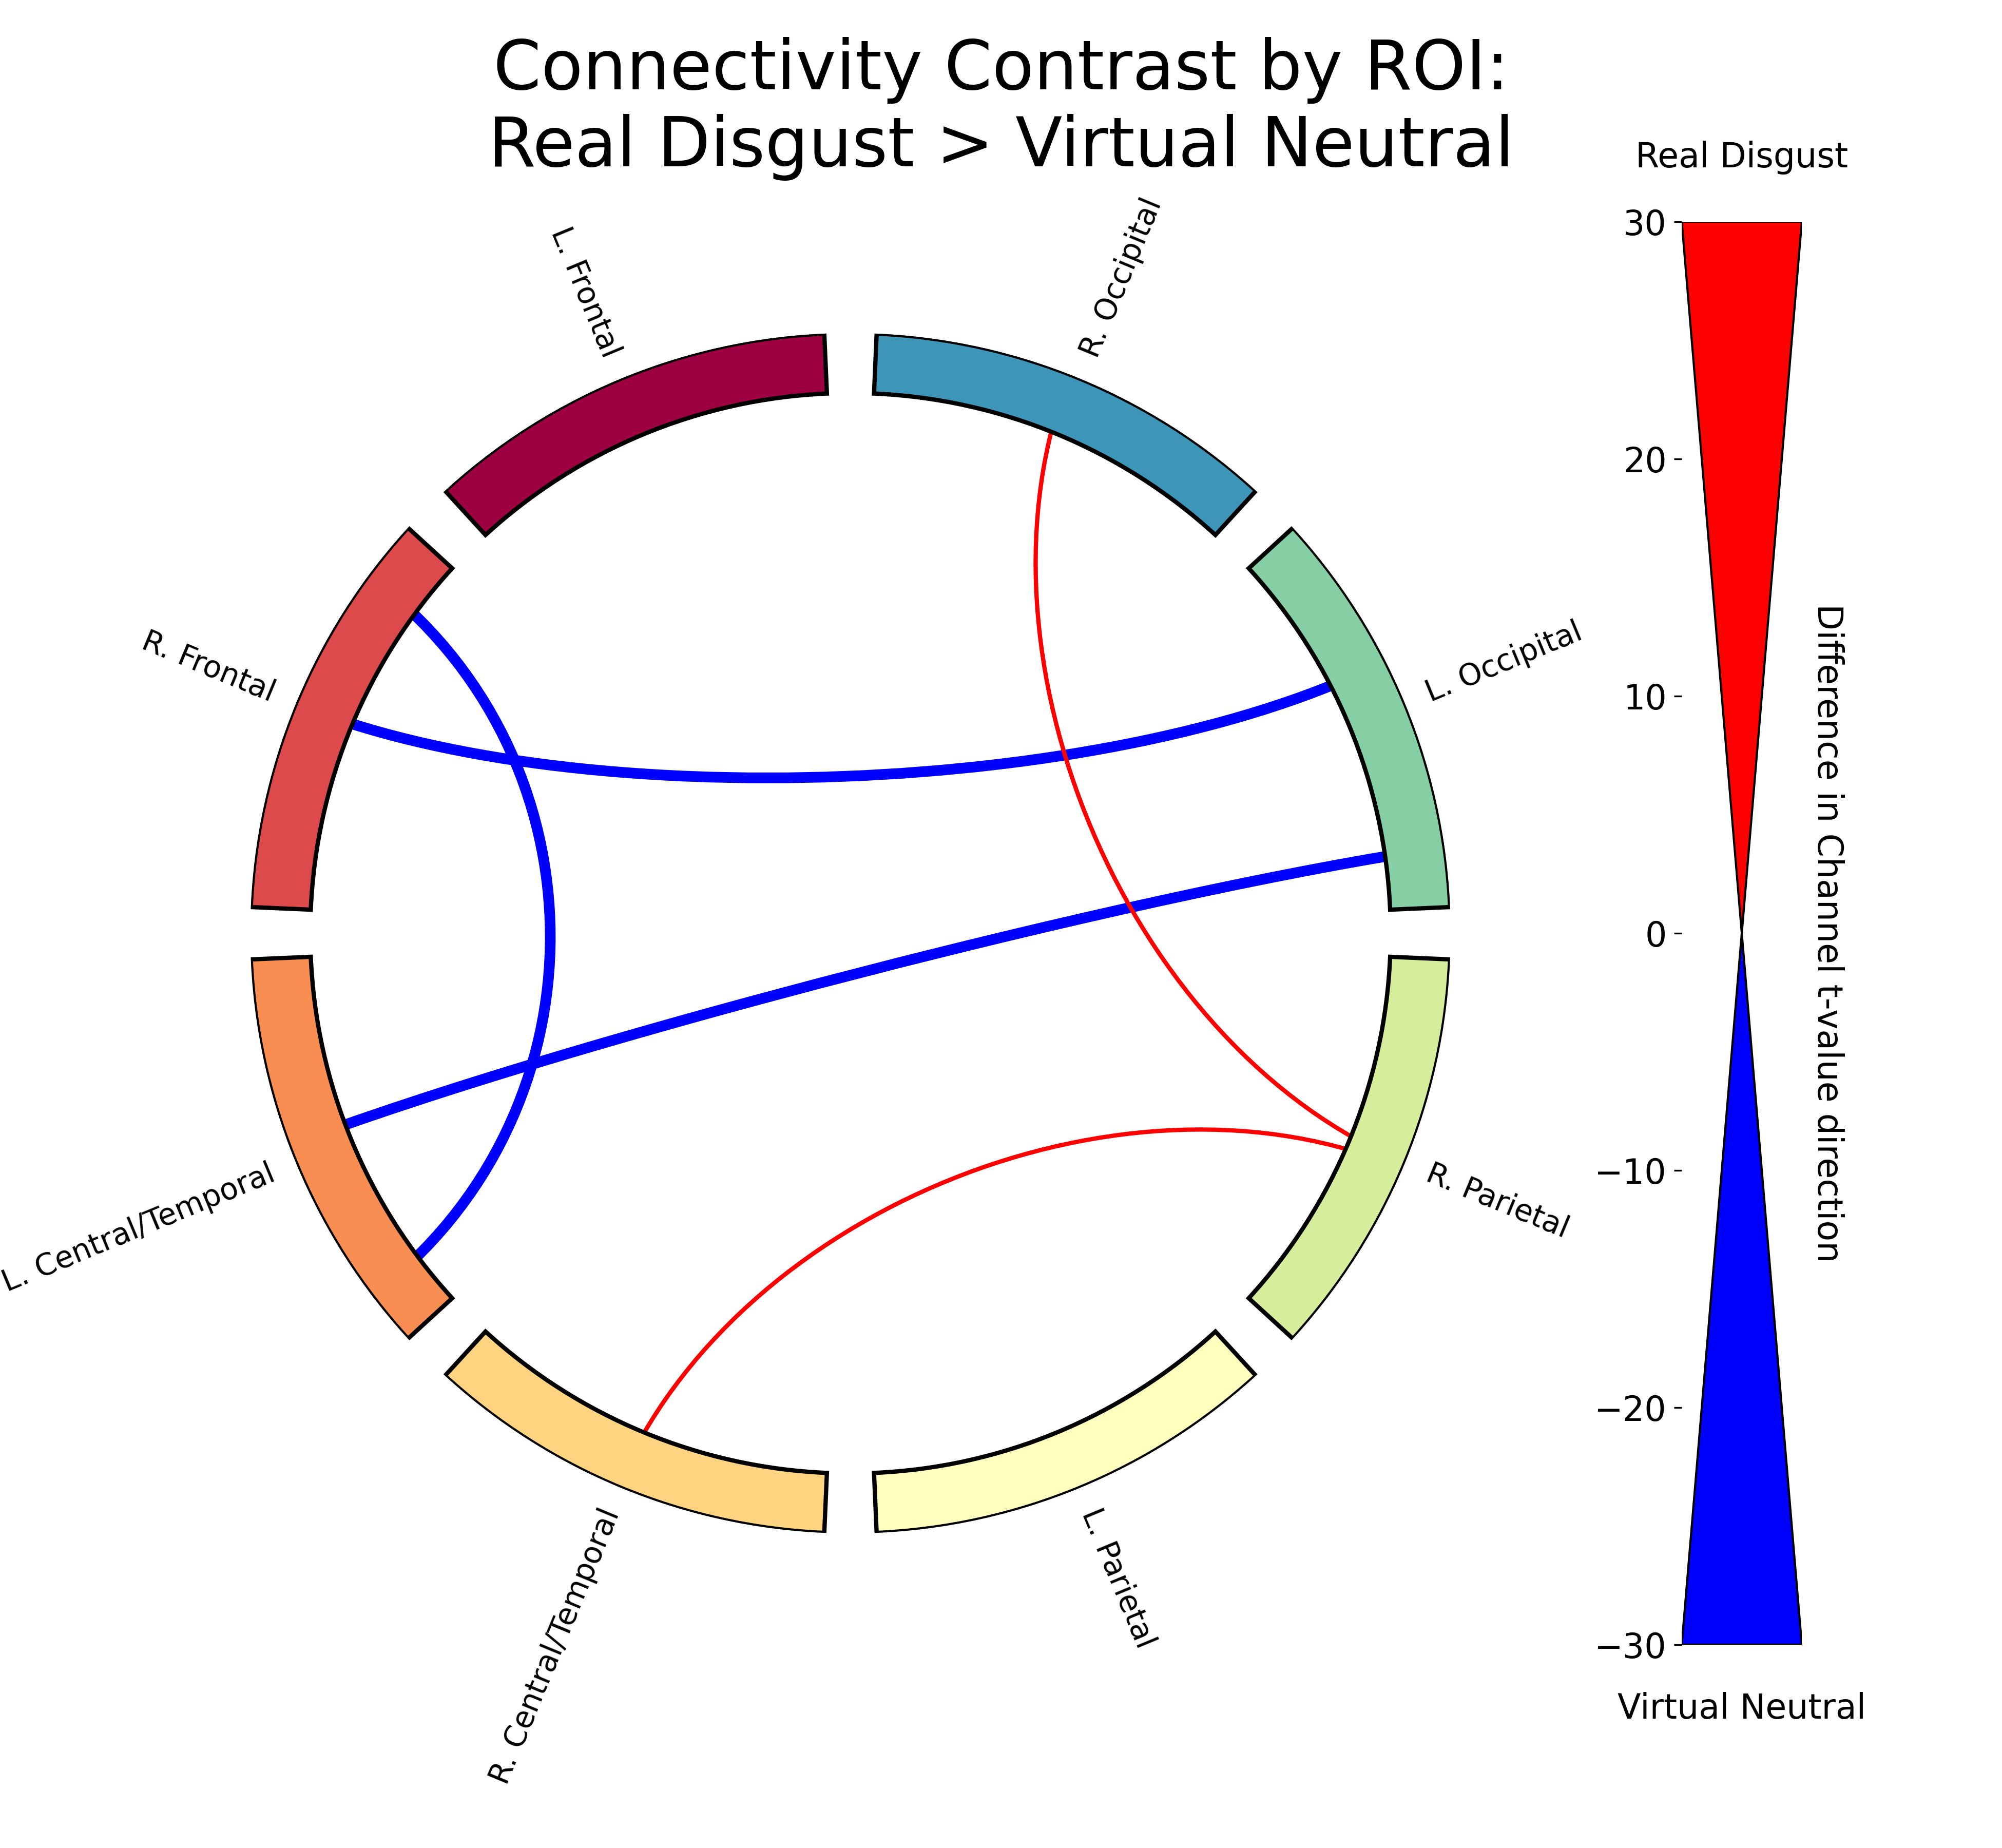 Connectivity Contrast by ROI:
Real Disgust > Virtual Neutral
Real Disgust
30
20
10
0
−10
−20
−30
Virtual Neutral
Difference in Channel t-value direction
L. Frontal
R. Occipital
R. Frontal
L. Occipital
L. Central/Temporal
R. Parietal
R. Central/Temporal
L. Parietal